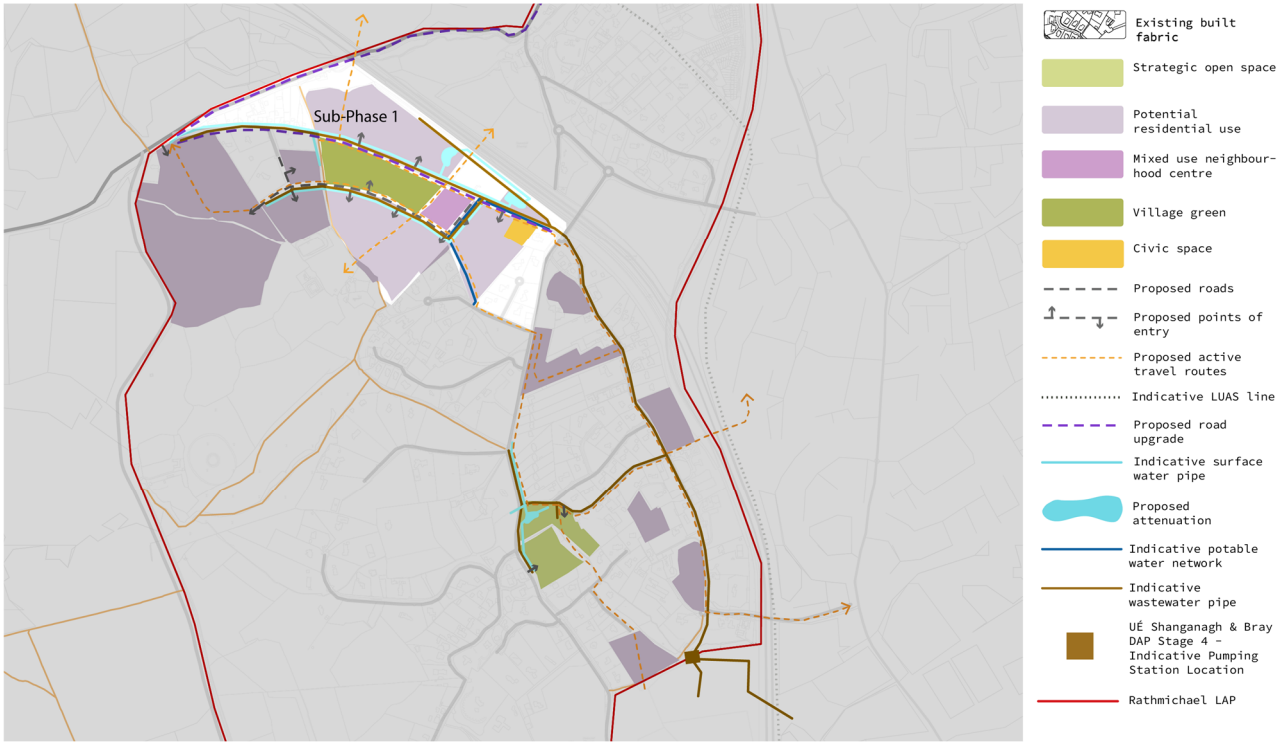 Sub-Phase 1
Existing built
fabric
Strategic open space
Potential
residential use
Mixed use neighbour-
hood centre
Village green
Civic space
Proposed roads
Proposed points of
entry
Proposed active
travel routes
Indicative LUAS line
Proposed road
upgrade
Indicative surface
water pipe
Proposed
attenuation
Indicative potable
water network
Indicative
wastewater pipe
UÉ Shanganagh & Bray
DAP Stage 4 –
Indicative Pumping
Station Location
Rathmichael LAP